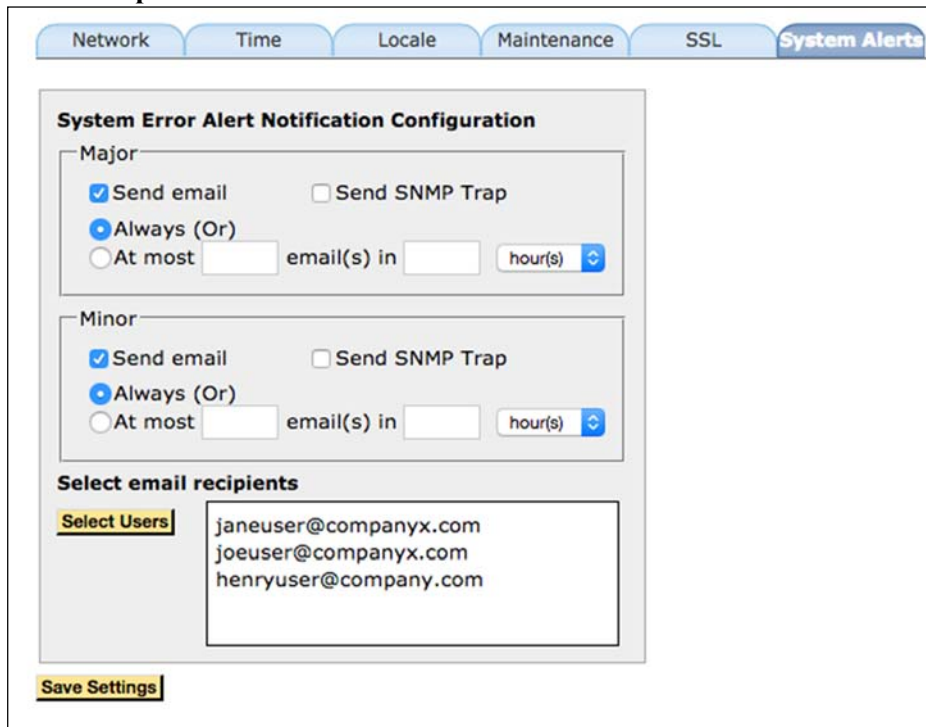 Network Time Locale Maintenance SSL System Alerts
System Error Alert Notification Configuration
Major
Send email Send SNMP Trap
Always (Or)
At most email(s) in hour(s)
Minor
Send email Send SNMP Trap
Always (Or)
At most email(s) in hour(s)
Select email recipients
Select Users
janeuser@companyx.com
joeuser@companyx.com
henryuser@company.com
Save Settings